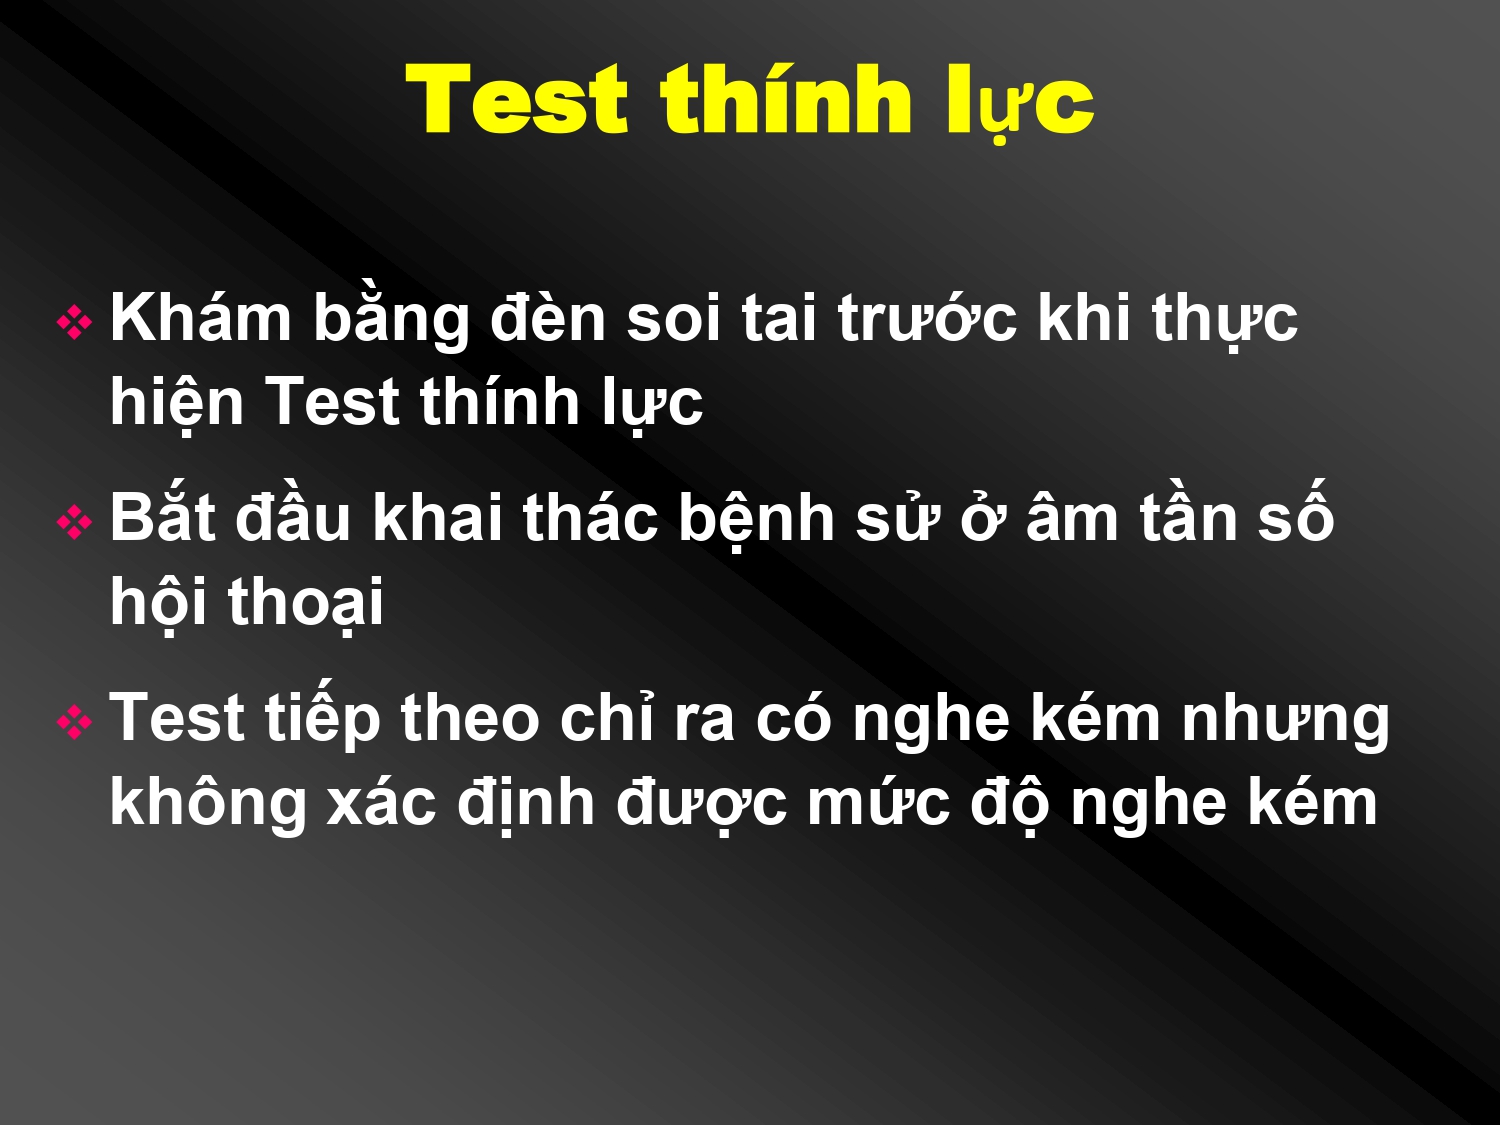 Test thính lực
Khám bằng đèn soi tai trước khi thực
hiện Test thính lực
Bắt đầu khai thác bệnh sử ở âm tần số
hội thoại
Test tiếp theo chỉ ra có nghe kém nhưng
không xác định được mức độ nghe kém